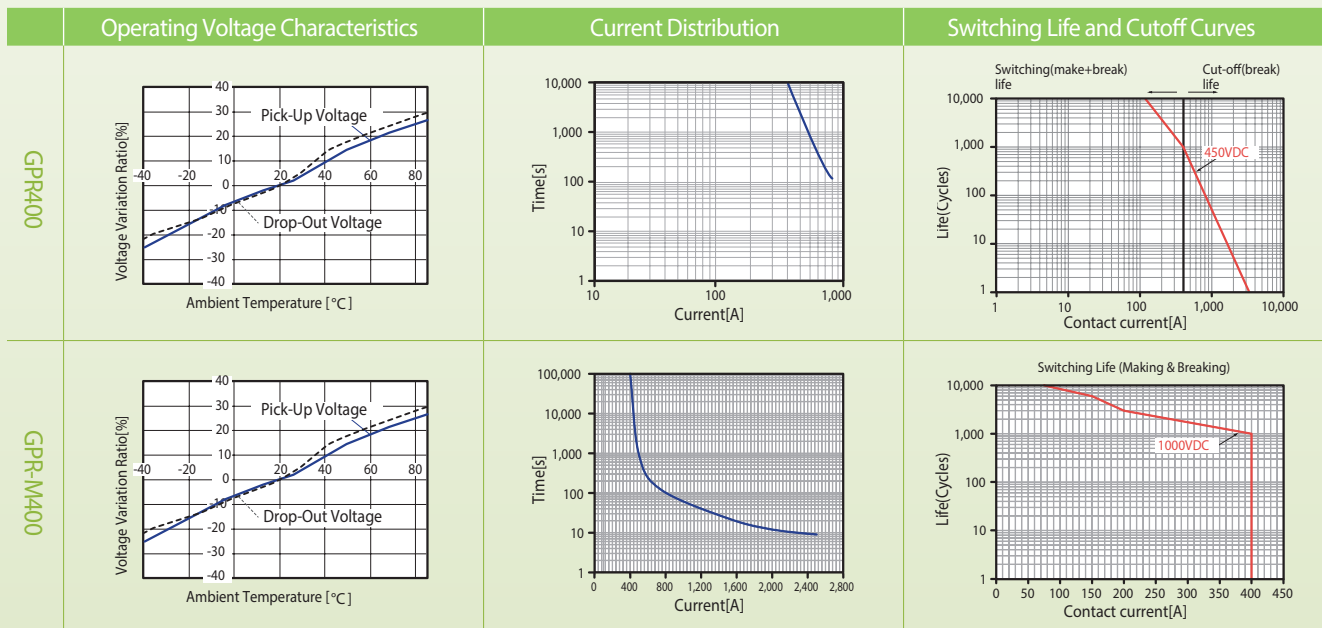 Operating Voltage Characteristics
Current Distribution
Switching Life and Cutoff Curves
GPR400
40
30
20
10
0
-10
-20
-30
-40
-40 -20 20 40 60 80
Pick-Up Voltage
Drop-Out Voltage
Voltage Variation Ratio[%]
Ambient Temperature [°C]
10,000
1,000
100
10
1
10 100 1,000
Time[s]
Current[A]
Switching(make+break)
life
Cut-off(break)
life
10,000
1,000
100
10
1
1 10 100 1,000 10,000
450VDC
Life(Cycles)
Contact current[A]
GPR-M400
40
30
20
10
0
-10
-20
-30
-40
-40 -20 20 40 60 80
Pick-Up Voltage
Drop-Out Voltage
Voltage Variation Ratio[%]
Ambient Temperature [°C]
100,000
10,000
1,000
100
10
1
0 400 800 1,200 1,600 2,000 2,400 2,800
Time[s]
Current[A]
Switching Life (Making & Breaking)
10,000
1,000
100
10
1
0 50 100 150 200 250 300 350 400 450
1000VDC
Life(Cycles)
Contact current[A]